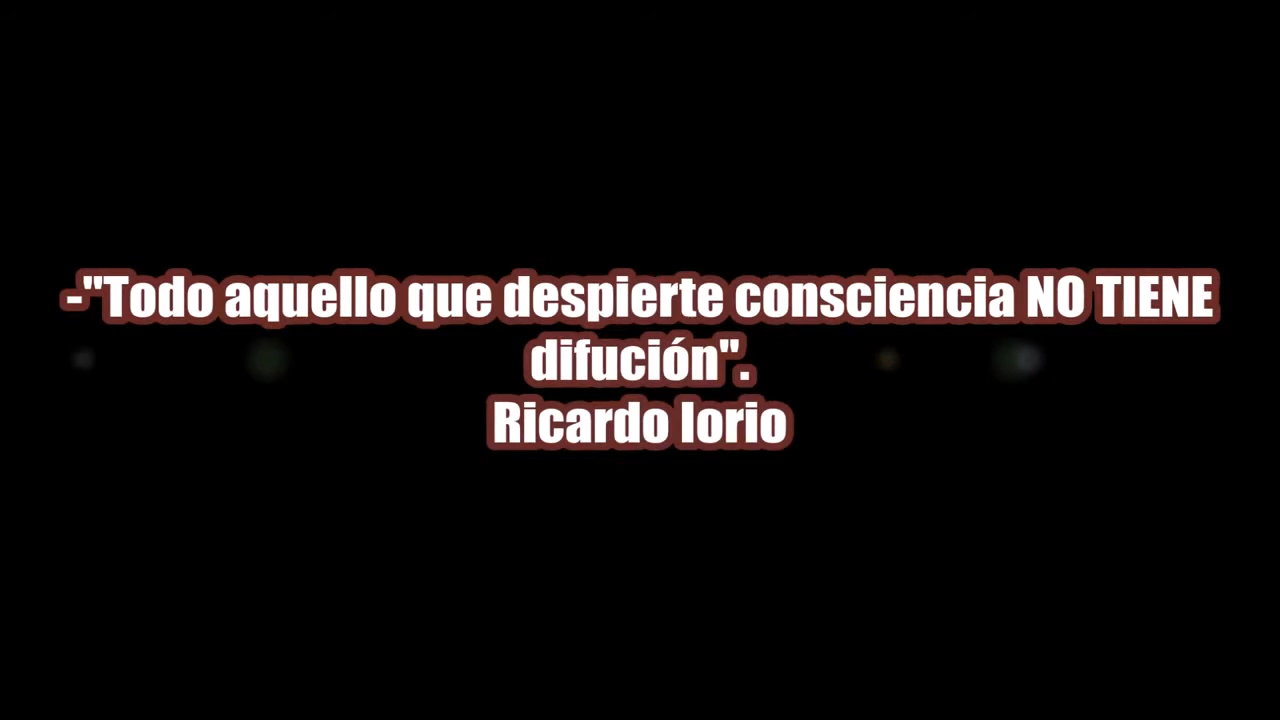 -"Todo aquello que despierte consciencia NO TIENE
difución".
Ricardo Iorio